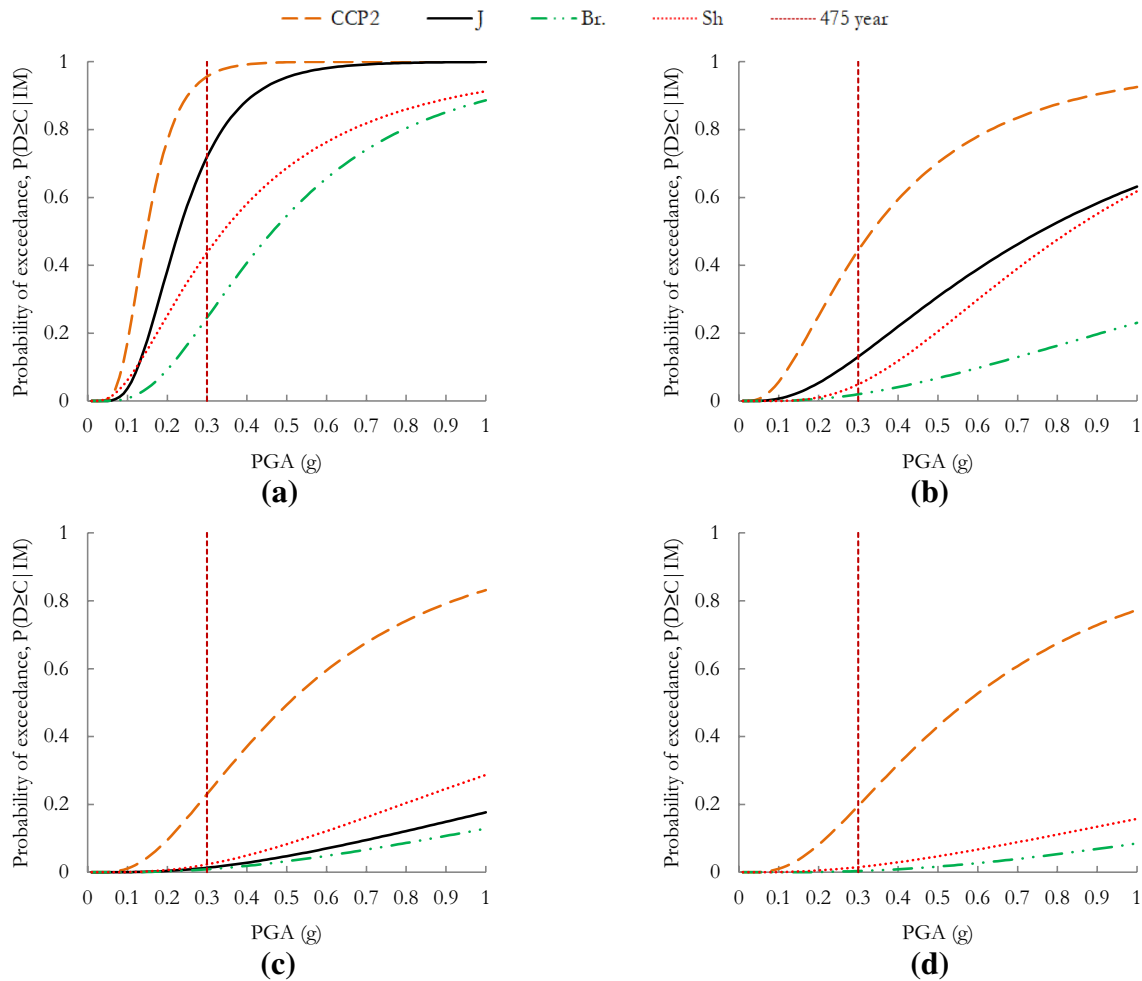 CCP2 J Br. Sh 475 year
Probability of exceedance, P(D≥C|IM)
1
0.8
0.6
0.4
0.2
0
0 0.1 0.2 0.3 0.4 0.5 0.6 0.7 0.8 0.9 1
PGA (g)
(a)
Probability of exceedance, P(D≥C|IM)
1
0.8
0.6
0.4
0.2
0
0 0.1 0.2 0.3 0.4 0.5 0.6 0.7 0.8 0.9 1
PGA (g)
(b)
Probability of exceedance, P(D≥C|IM)
1
0.8
0.6
0.4
0.2
0
0 0.1 0.2 0.3 0.4 0.5 0.6 0.7 0.8 0.9 1
PGA (g)
(c)
Probability of exceedance, P(D≥C|IM)
1
0.8
0.6
0.4
0.2
0
0 0.1 0.2 0.3 0.4 0.5 0.6 0.7 0.8 0.9 1
PGA (g)
(d)